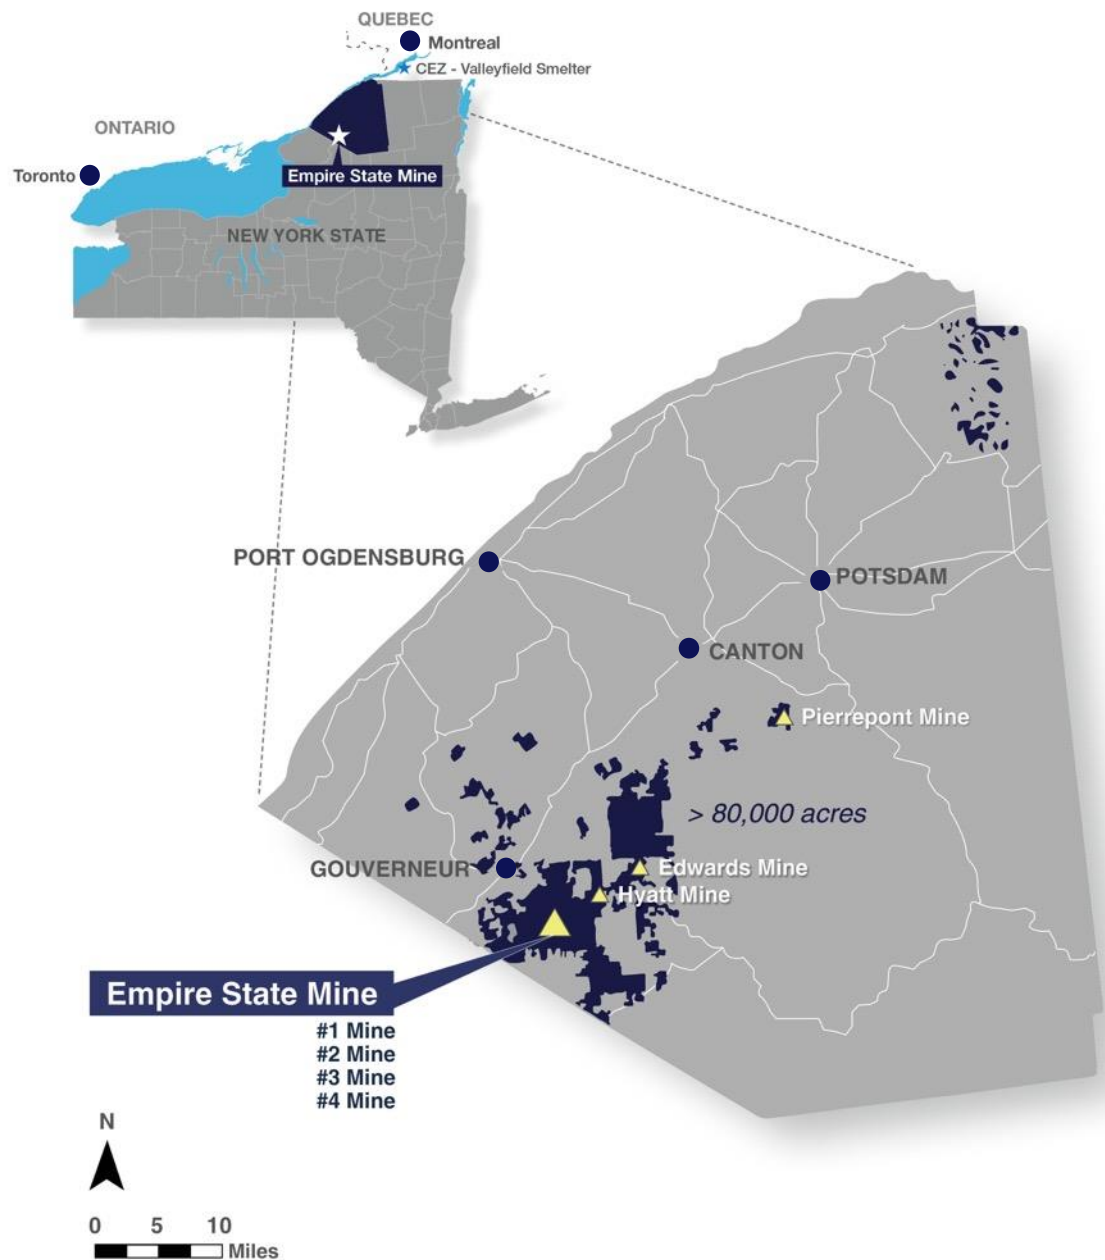 QUEBEC
Montreal
CEZ - Valleyfield Smelter
ONTARIO
Toronto
Empire State Mine
NEW YORK STATE
PORT OGDENSBURG
POTSDAM
CANTON
Pierrepont Mine
> 80,000 acres
GOUVERNEUR
Edwards Mine
Hyatt Mine
Empire State Mine
#1 Mine
#2 Mine
#3 Mine
#4 Mine
N
0 5 10
Miles